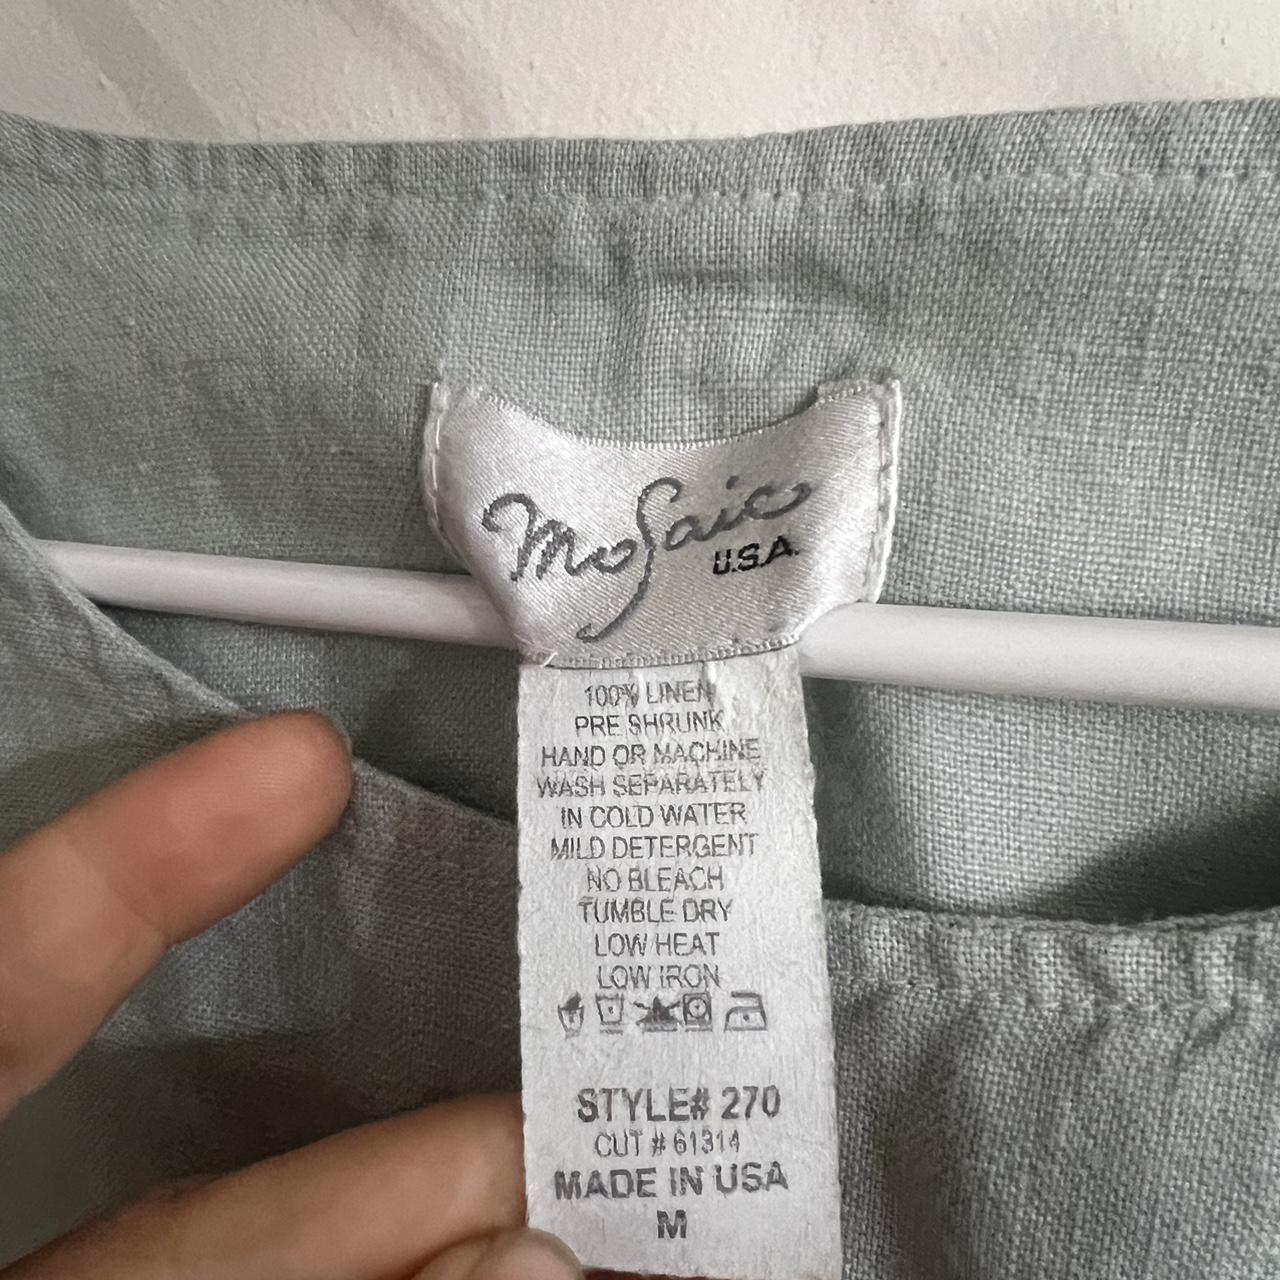 Mosaic
U.S.A.
100% LINEN
PRE SHRUNK
HAND OR MACHINE
WASH SEPARATELY
IN COLD WATER
MILD DETERGENT
NO BLEACH
TUMBLE DRY
LOW HEAT
LOW IRON
STYLE# 270
CUT # 61314
MADE IN USA
M